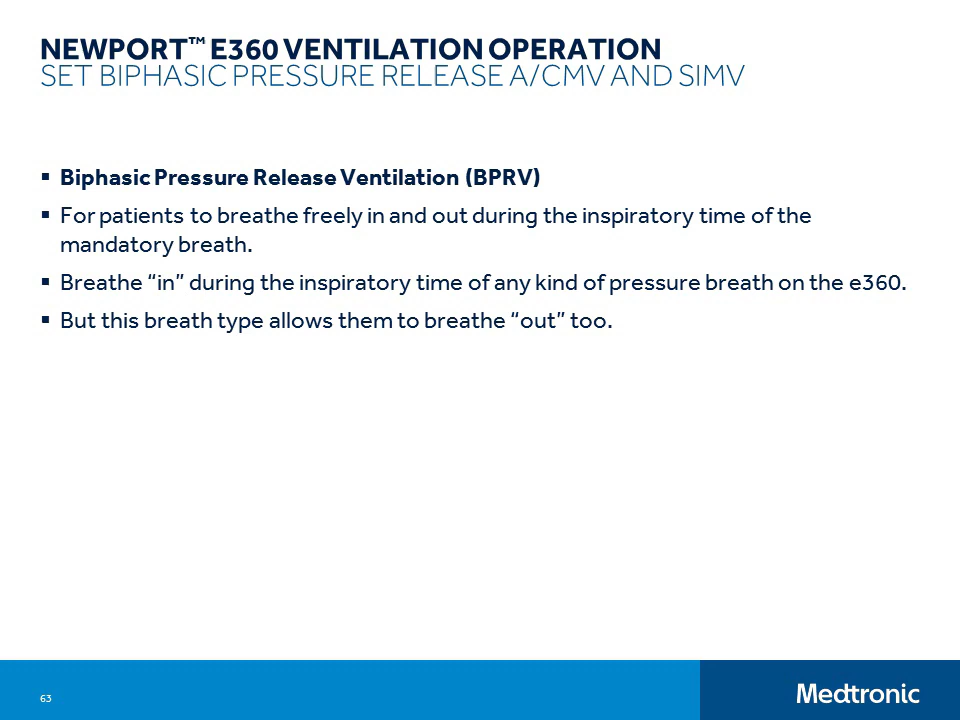 NEWPORT™ E360 VENTILATION OPERATION
SET BIPHASIC PRESSURE RELEASE A/CMV AND SIMV
▪ Biphasic Pressure Release Ventilation (BPRV)
▪ For patients to breathe freely in and out during the inspiratory time of the
mandatory breath.
▪ Breathe “in” during the inspiratory time of any kind of pressure breath on the e360.
▪ But this breath type allows them to breathe “out” too.
63
Medtronic